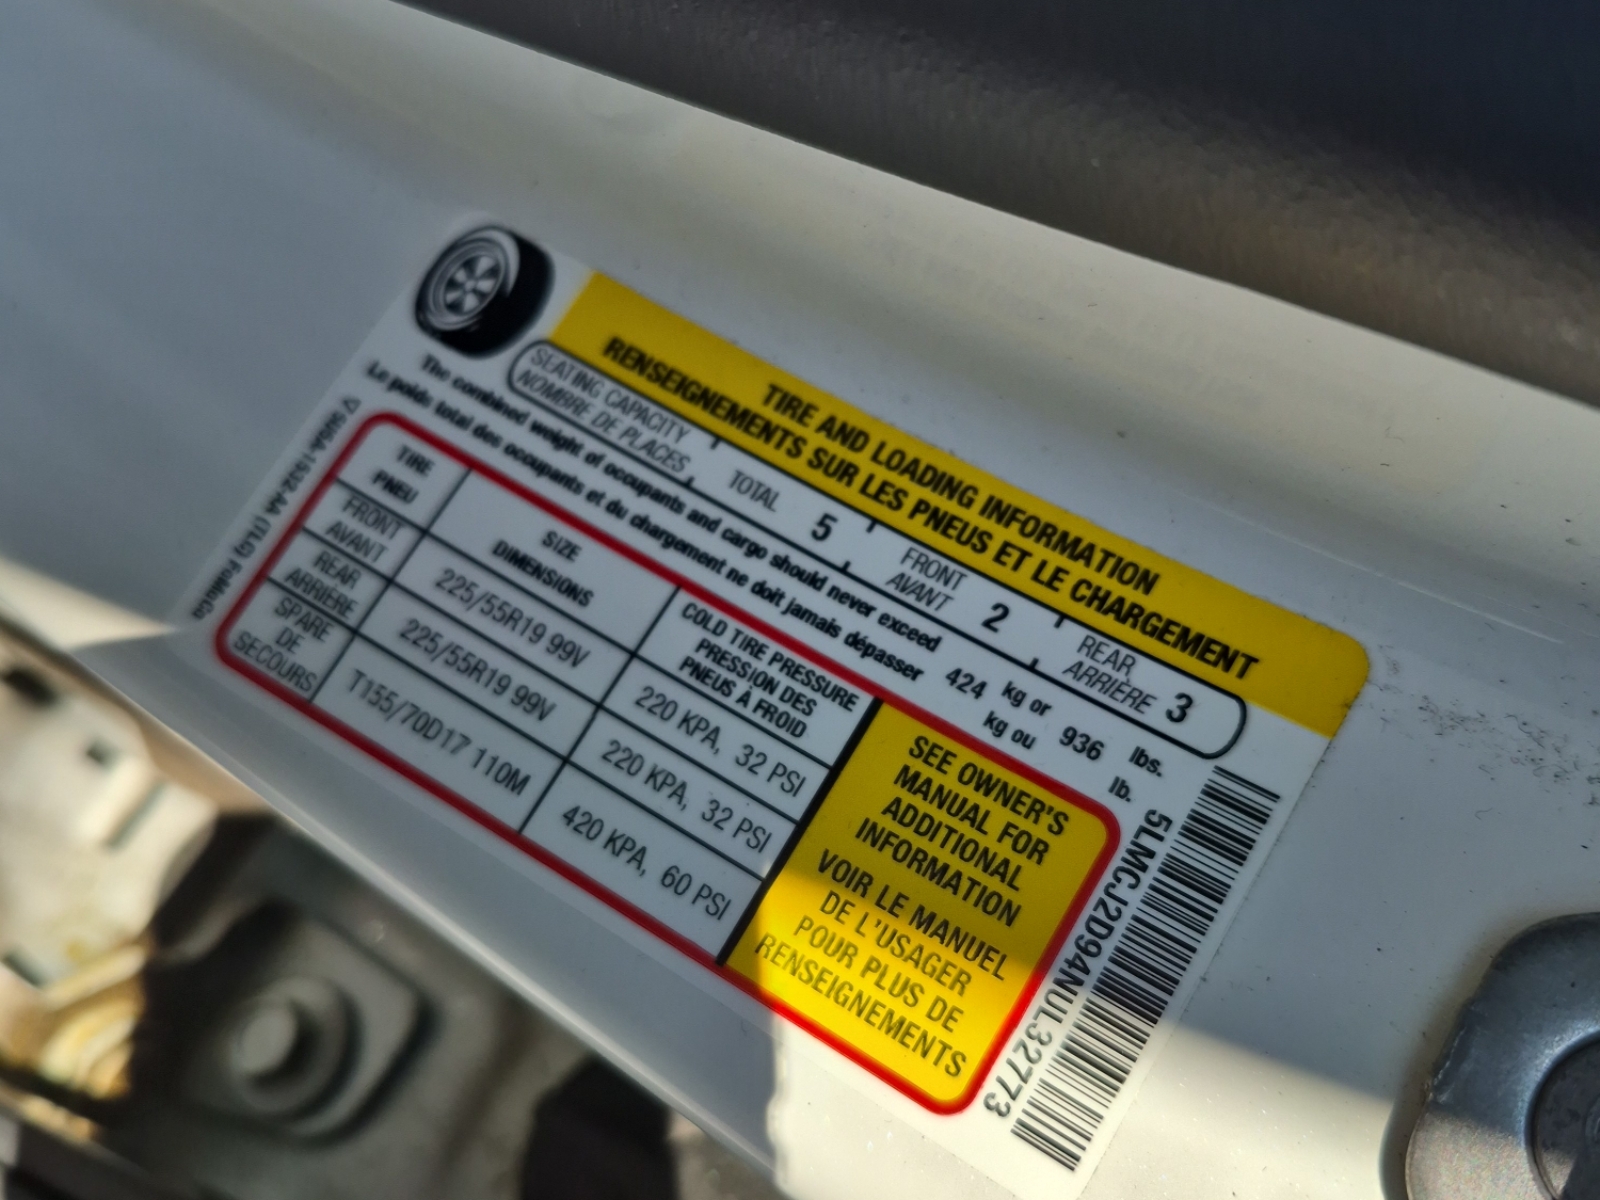 TIRE AND LOADING INFORMATION
RENSEIGNEMENTS SUR LES PNEUS ET LE CHARGEMENT
SEATING CAPACITY
NOMBRE DE PLACES
TOTAL 5
FRONT
AVANT 2
REAR
ARRIÈRE 3
The combined weight of occupants and cargo should never exceed 424 kg or 936 lbs.
Le poids total des occupants et du chargement ne doit jamais dépasser kg ou lb.
TIRE
PNEU
SIZE
DIMENSIONS
COLD TIRE PRESSURE
PRESSION DES
PNEUS À FROID
FRONT
AVANT
225/55R19 99V
220 KPA, 32 PSI
REAR
ARRIÈRE
225/55R19 99V
220 KPA, 32 PSI
SPARE
DE
SECOURS
T155/70D17 110M
420 KPA, 60 PSI
SEE OWNER'S
MANUAL FOR
ADDITIONAL
INFORMATION
VOIR LE MANUEL
DE L'USAGER
POUR PLUS DE
RENSEIGNEMENTS
5LMCJ2D94NUL32773